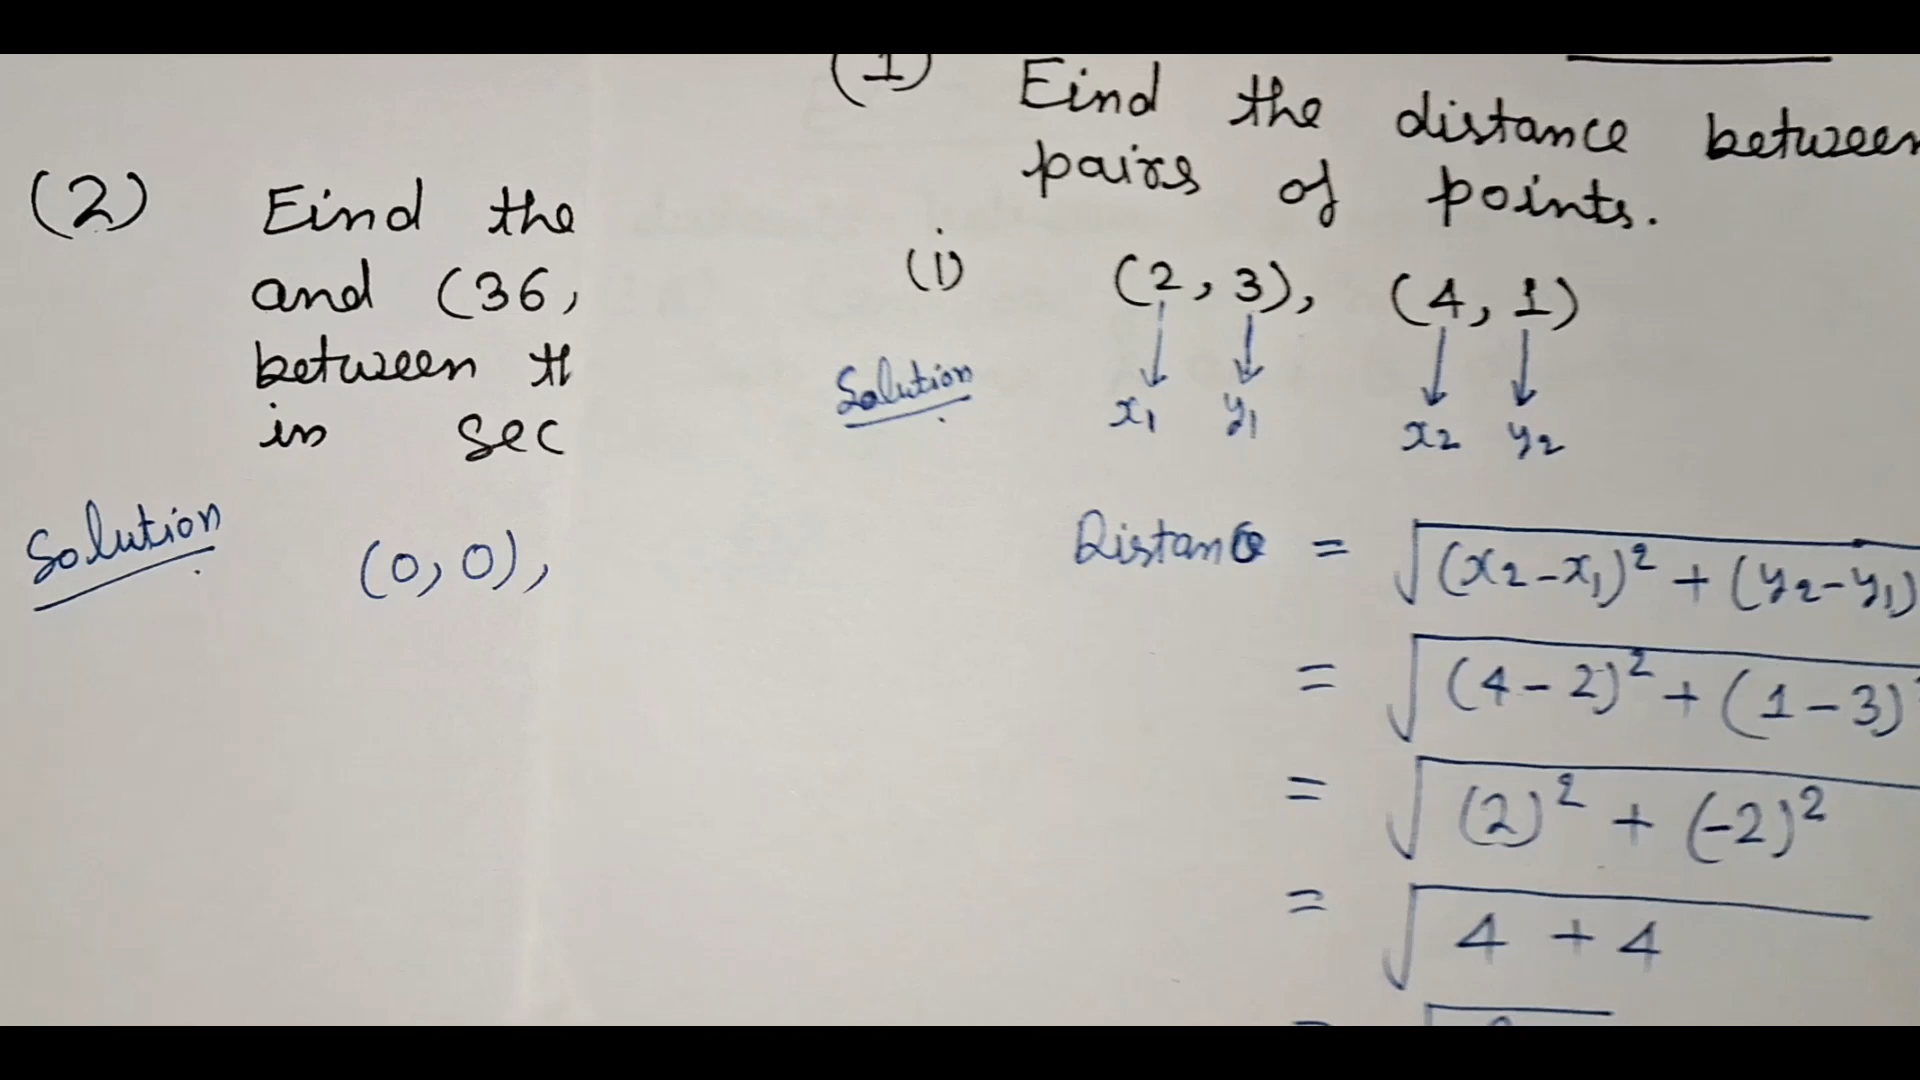 (2) Find the
and (36,
between th
in sec
Solution (0,0),
(1) Find the distance between
pairs of points.
(i) (2, 3), (4, 1)
Solution x₁ y₁ x₂ y₂
Distance = √(x₂-x₁)² + (y₂-y₁)
= √(4-2)² + (1-3)²
= √(2)² + (-2)²
= √4 + 4